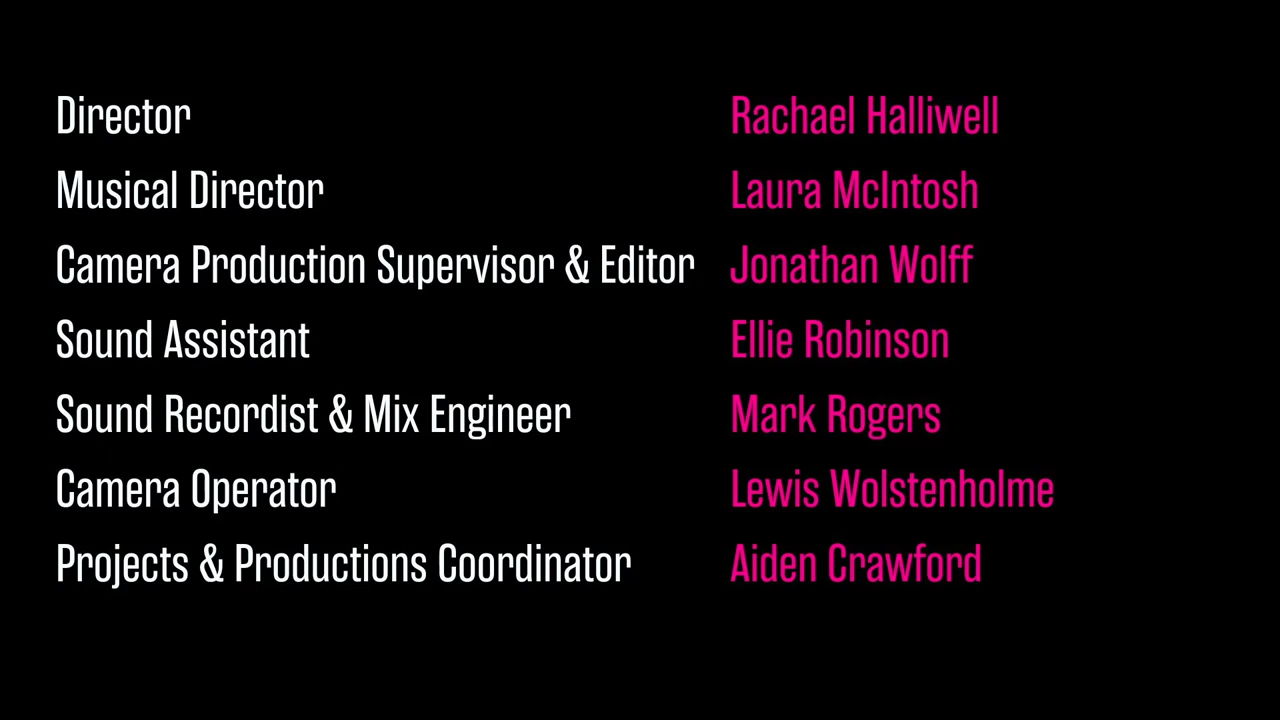 Director Rachael Halliwell
Musical Director Laura McIntosh
Camera Production Supervisor & Editor Jonathan Wolff
Sound Assistant Ellie Robinson
Sound Recordist & Mix Engineer Mark Rogers
Camera Operator Lewis Wolstenholme
Projects & Productions Coordinator Aiden Crawford